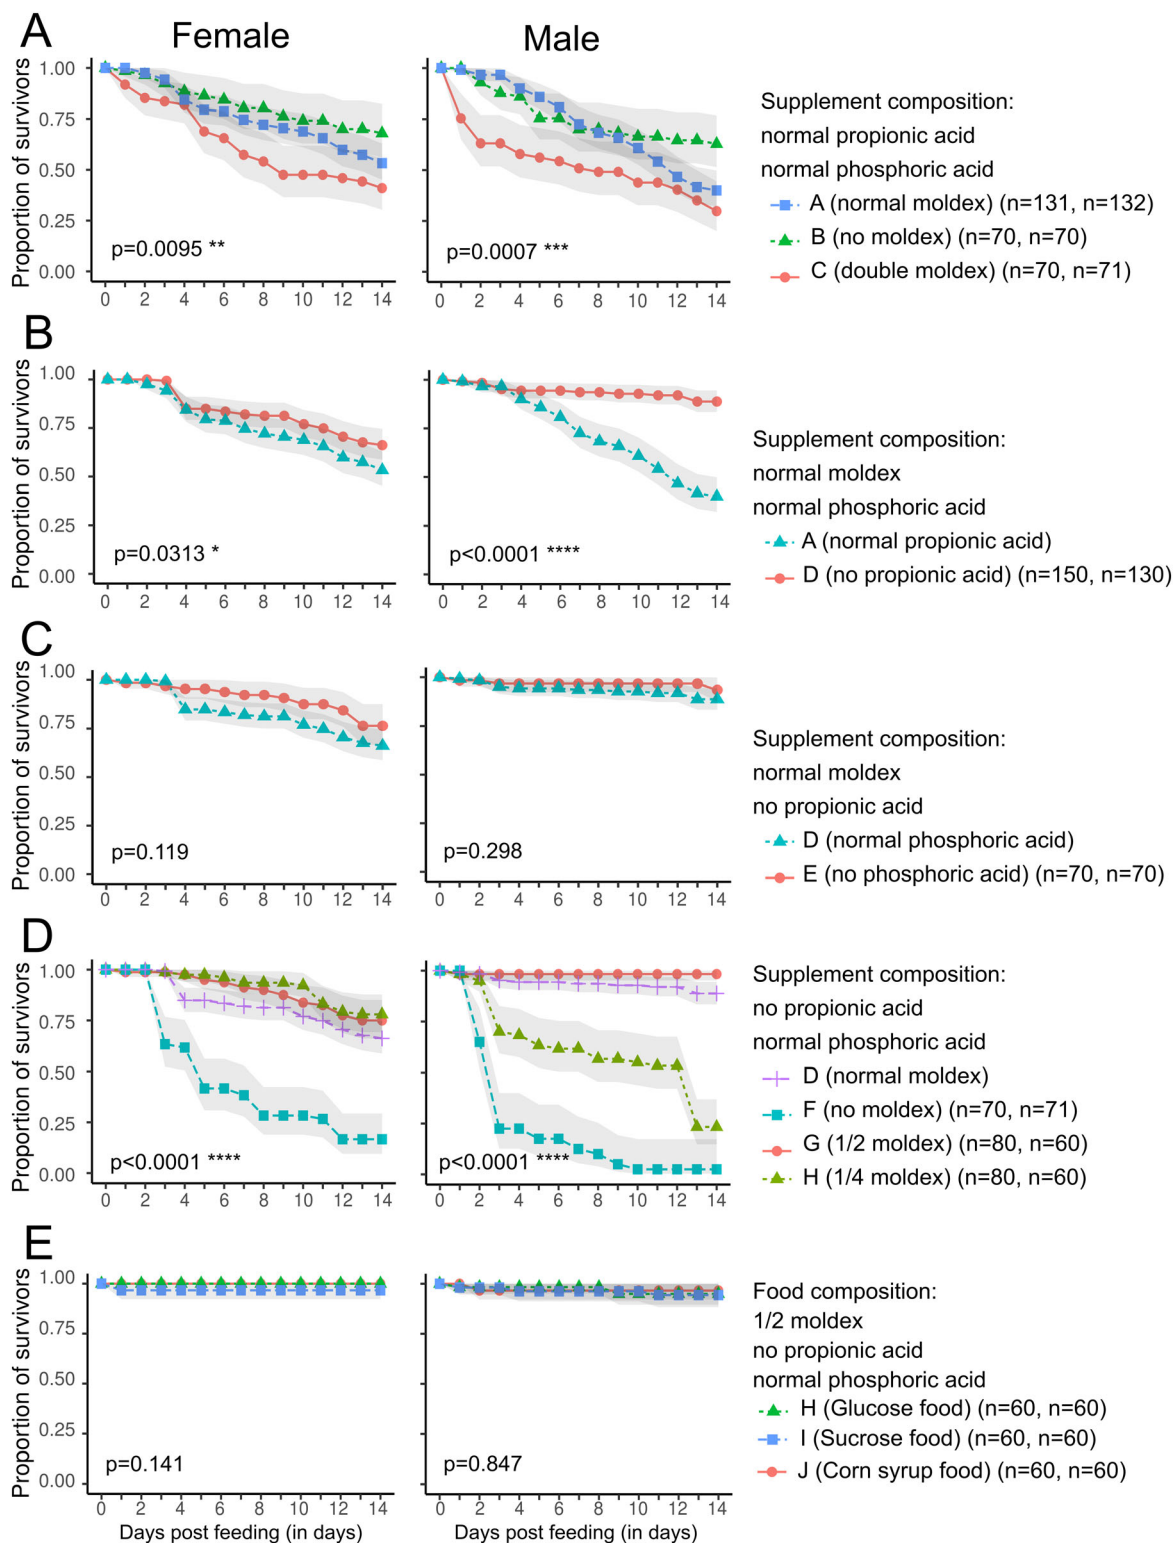 A
Female
Male
Proportion of survivors
1.00
0.75
0.50
0.25
0.00
p=0.0095 **
p=0.0007 ***
0 2 4 6 8 10 12 14
0 2 4 6 8 10 12 14
Supplement composition:
normal propionic acid
normal phosphoric acid
A (normal moldex) (n=131, n=132)
B (no moldex) (n=70, n=70)
C (double moldex) (n=70, n=71)
B
Proportion of survivors
1.00
0.75
0.50
0.25
0.00
p=0.0313 *
p<0.0001 ****
0 2 4 6 8 10 12 14
0 2 4 6 8 10 12 14
Supplement composition:
normal moldex
normal phosphoric acid
A (normal propionic acid)
D (no propionic acid) (n=150, n=130)
C
Proportion of survivors
1.00
0.75
0.50
0.25
0.00
p=0.119
p=0.298
0 2 4 6 8 10 12 14
0 2 4 6 8 10 12 14
Supplement composition:
normal moldex
no propionic acid
D (normal phosphoric acid)
E (no phosphoric acid) (n=70, n=70)
D
Proportion of survivors
1.00
0.75
0.50
0.25
0.00
p<0.0001 ****
p<0.0001 ****
0 2 4 6 8 10 12 14
0 2 4 6 8 10 12 14
Supplement composition:
no propionic acid
normal phosphoric acid
D (normal moldex)
F (no moldex) (n=70, n=71)
G (1/2 moldex) (n=80, n=60)
H (1/4 moldex) (n=80, n=60)
E
Proportion of survivors
1.00
0.75
0.50
0.25
0.00
p=0.141
p=0.847
0 2 4 6 8 10 12 14
0 2 4 6 8 10 12 14
Days post feeding (in days)
Days post feeding (in days)
Food composition:
1/2 moldex
no propionic acid
normal phosphoric acid
H (Glucose food) (n=60, n=60)
I (Sucrose food) (n=60, n=60)
J (Corn syrup food) (n=60, n=60)